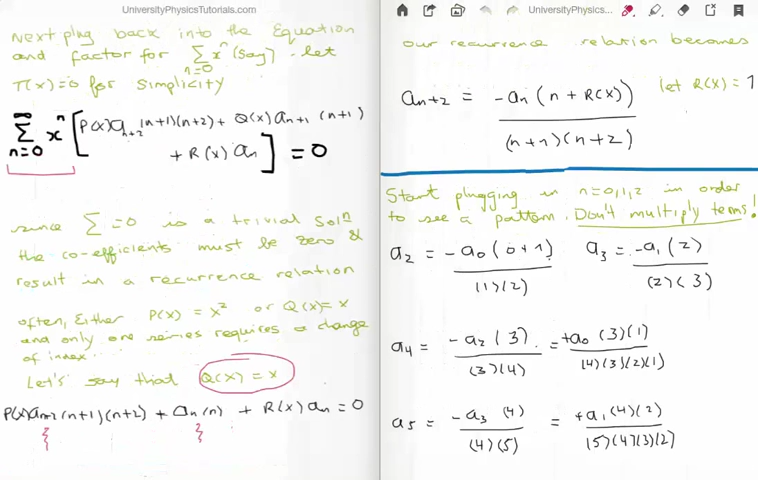 UniversityPhysicsTutorials.com
Next plug back into the Equation
and factor for ∑ xⁿ (say). let
n=0
T(x)=0 for simplicity
∞
∑ xⁿ [P(x)aₙ₊₂(n+1)(n+2) + Q(x)aₙ₊₁(n+1)
n=0
+ R(x)aₙ] = 0
since ∑ = 0 is a trivial solⁿ
the co-efficients must be zero &
result in a recurrence relation
often, Either P(x) = x² or Q(x)= x
and only one series requires a change
of index.
Let's say that Q(x) = x
P(x)aₙ₊₂(n+1)(n+2) + aₙ(n) + R(x)aₙ = 0
UniversityPhysics...
our recurrence relation becomes
aₙ₊₂ = -aₙ(n + R(x)) let R(x) = 1
(n+1)(n+2)
Start plugging in n=0,1,2 in order
to see a pattern. Don't multiply terms!
a₂ = -a₀(0+1) a₃ = -a₁(2)
(1)(2) (2)(3)
a₄ = -a₂(3) = +a₀(3)(1)
(3)(4) (4)(3)(2)(1)
a₅ = -a₃(4) = +a₁(4)(2)
(4)(5) (5)(4)(3)(2)